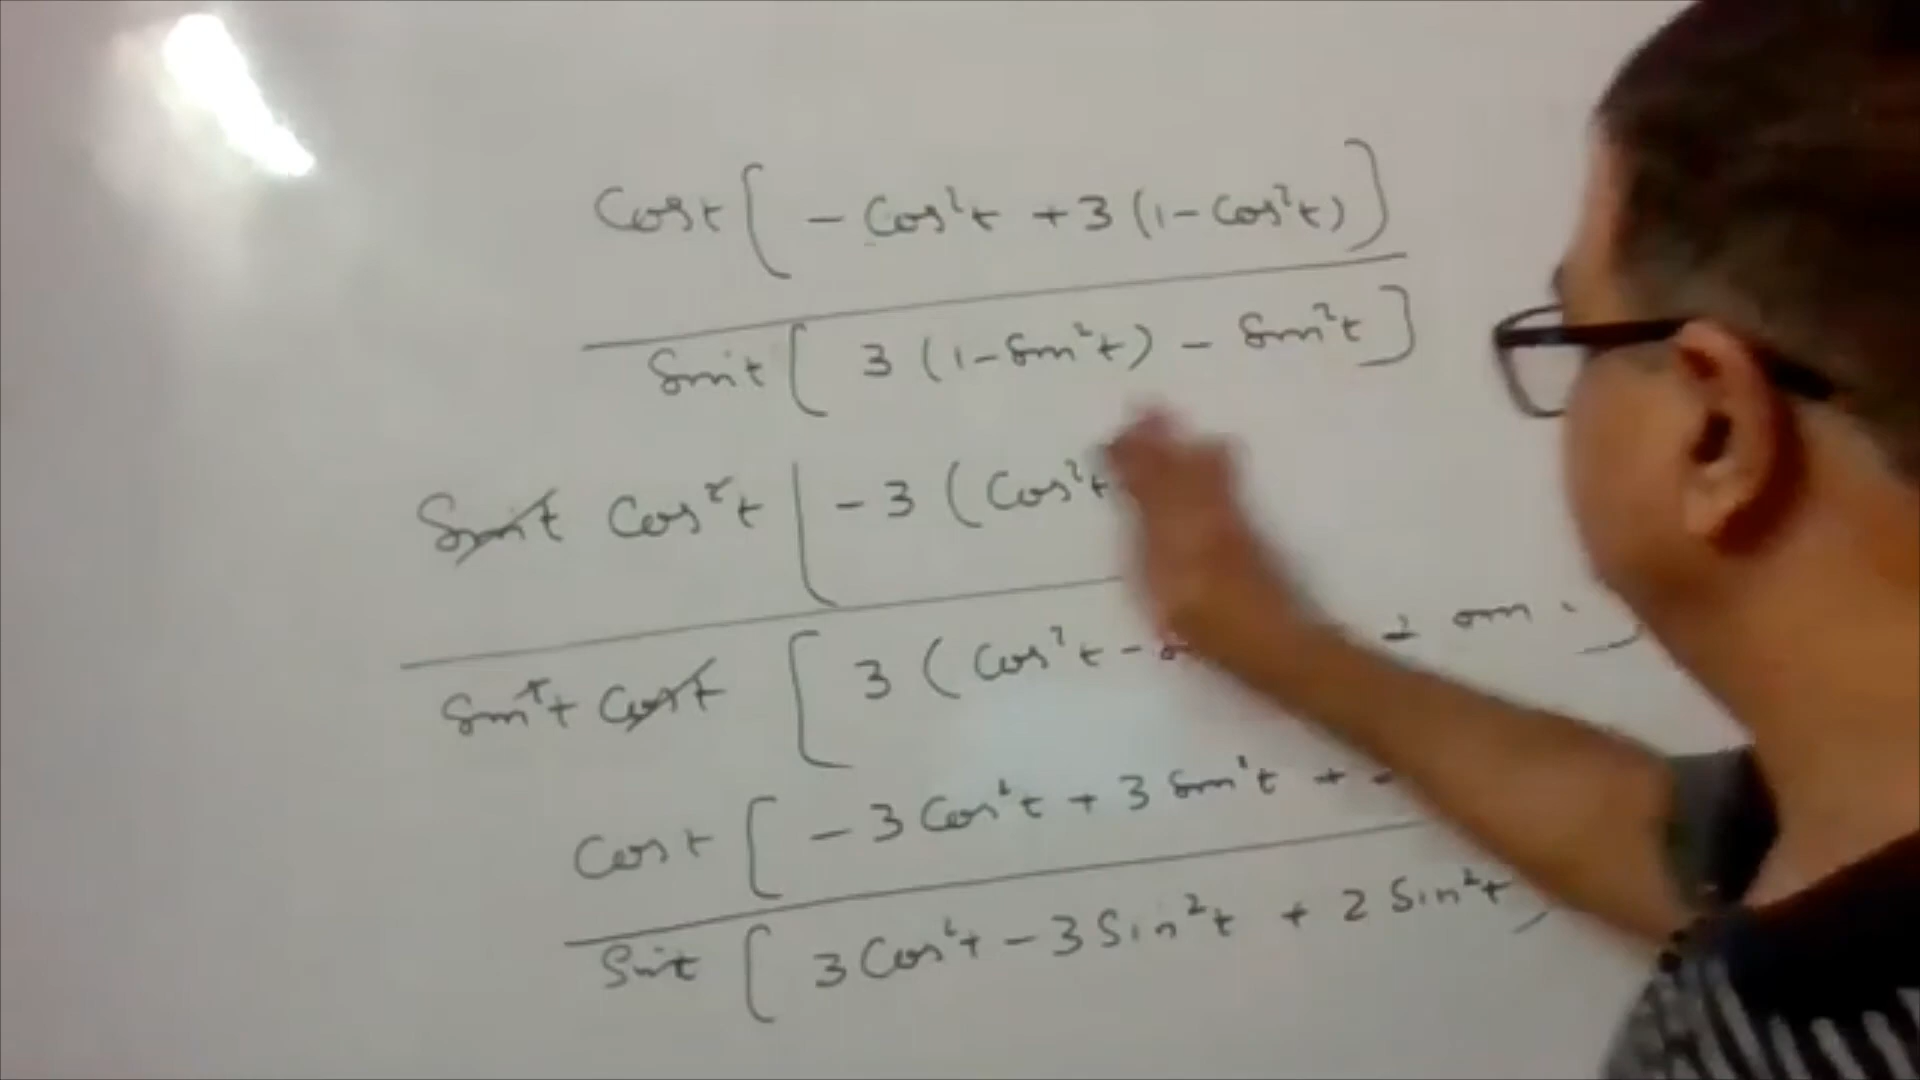 Cost [ - Cos²t + 3 (1 - Cos²t) ]
Sint [ 3 (1 - Sin²t) - Sin²t ]
Sint Cos²t [ - 3 ( Cos²t
Sin²t Cost [ 3 ( Cos²t -
Cost [ - 3 Cos²t + 3 Sin²t +
Sint [ 3 Cos²t - 3 Sin²t + 2 Sin²t ]